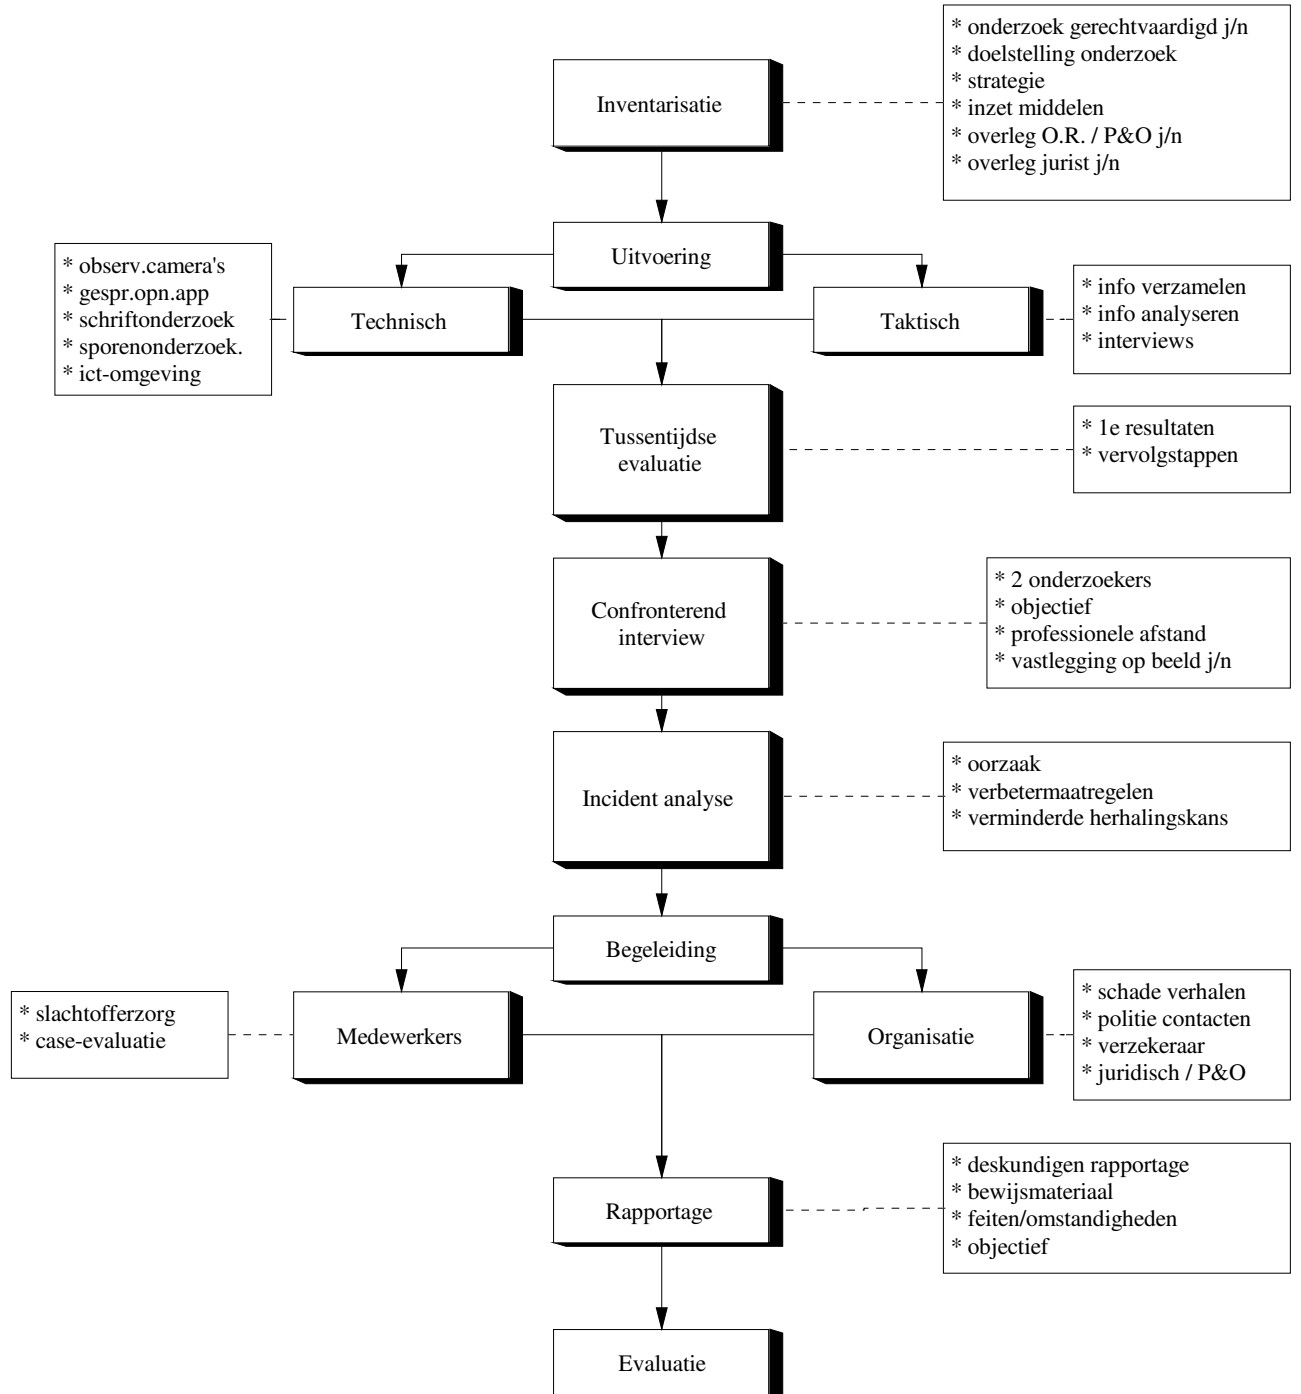 * onderzoek gerechtvaardigd j/n
* doelstelling onderzoek
* strategie
* inzet middelen
* overleg O.R. / P&O j/n
* overleg jurist j/n
Inventarisatie
Uitvoering
* observ.camera's
* gespr.opn.app
* schriftonderzoek
* sporenonderzoek.
* ict-omgeving
Technisch
Taktisch
* info verzamelen
* info analyseren
* interviews
Tussentijdse
evaluatie
* 1e resultaten
* vervolgstappen
Confronterend
interview
* 2 onderzoekers
* objectief
* professionele afstand
* vastlegging op beeld j/n
Incident analyse
* oorzaak
* verbetermaatregelen
* verminderde herhalingskans
Begeleiding
* slachtofferzorg
* case-evaluatie
Medewerkers
Organisatie
* schade verhalen
* politie contacten
* verzekeraar
* juridisch / P&O
Rapportage
* deskundigen rapportage
* bewijsmateriaal
* feiten/omstandigheden
* objectief
Evaluatie